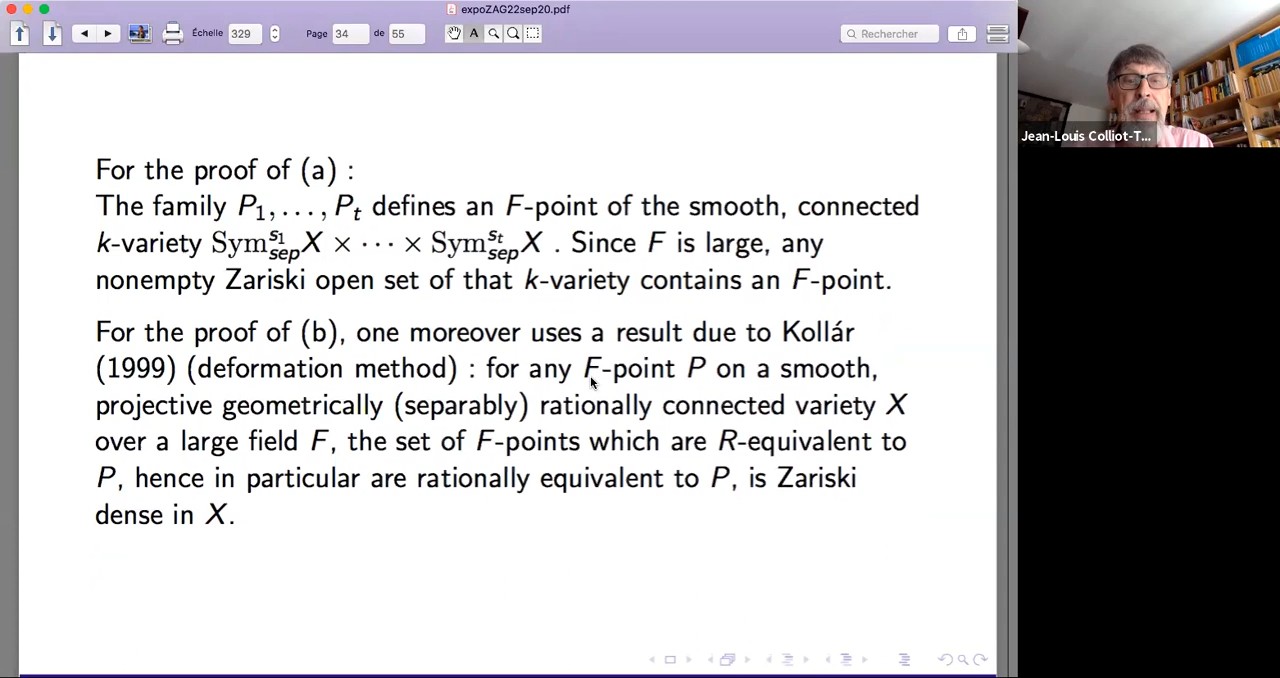 expoZAG22sep20.pdf
Échelle 329 Page 34 de 55 Rechercher
Jean-Louis Colliot-T...
For the proof of (a) :
The family P₁, . . . , Pₜ defines an F-point of the smooth, connected
k-variety Sym^{s₁}_{sep}X × · · · × Sym^{sₜ}_{sep}X . Since F is large, any
nonempty Zariski open set of that k-variety contains an F-point.
For the proof of (b), one moreover uses a result due to Kollár
(1999) (deformation method) : for any F-point P on a smooth,
projective geometrically (separably) rationally connected variety X
over a large field F, the set of F-points which are R-equivalent to
P, hence in particular are rationally equivalent to P, is Zariski
dense in X.